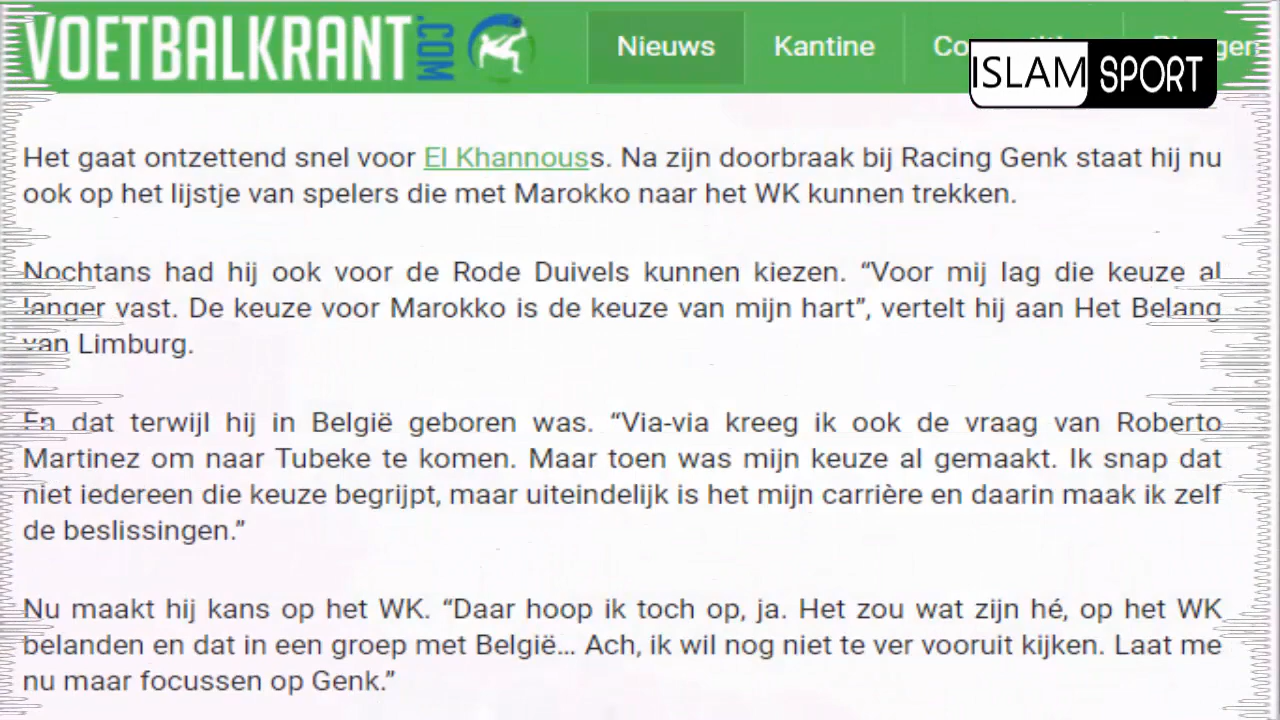 VOETBALKRANT.COM
Nieuws
Kantine
ISLAM SPORT
Het gaat ontzettend snel voor El Khannouss. Na zijn doorbraak bij Racing Genk staat hij nu
ook op het lijstje van spelers die met Marokko naar het WK kunnen trekken.
Nochtans had hij ook voor de Rode Duivels kunnen kiezen. “Voor mij lag die keuze al
langer vast. De keuze voor Marokko is de keuze van mijn hart”, vertelt hij aan Het Belang
van Limburg.
En dat terwijl hij in België geboren was. “Via-via kreeg ik ook de vraag van Roberto
Martinez om naar Tubeke te komen. Maar toen was mijn keuze al gemaakt. Ik snap dat
niet iedereen die keuze begrijpt, maar uiteindelijk is het mijn carrière en daarin maak ik zelf
de beslissingen.”
Nu maakt hij kans op het WK. “Daar hoop ik toch op, ja. Het zou wat zijn hé, op het WK
belanden en dat in een groep met België... Ach, ik wil nog niet te ver vooruit kijken. Laat me
nu maar focussen op Genk.”